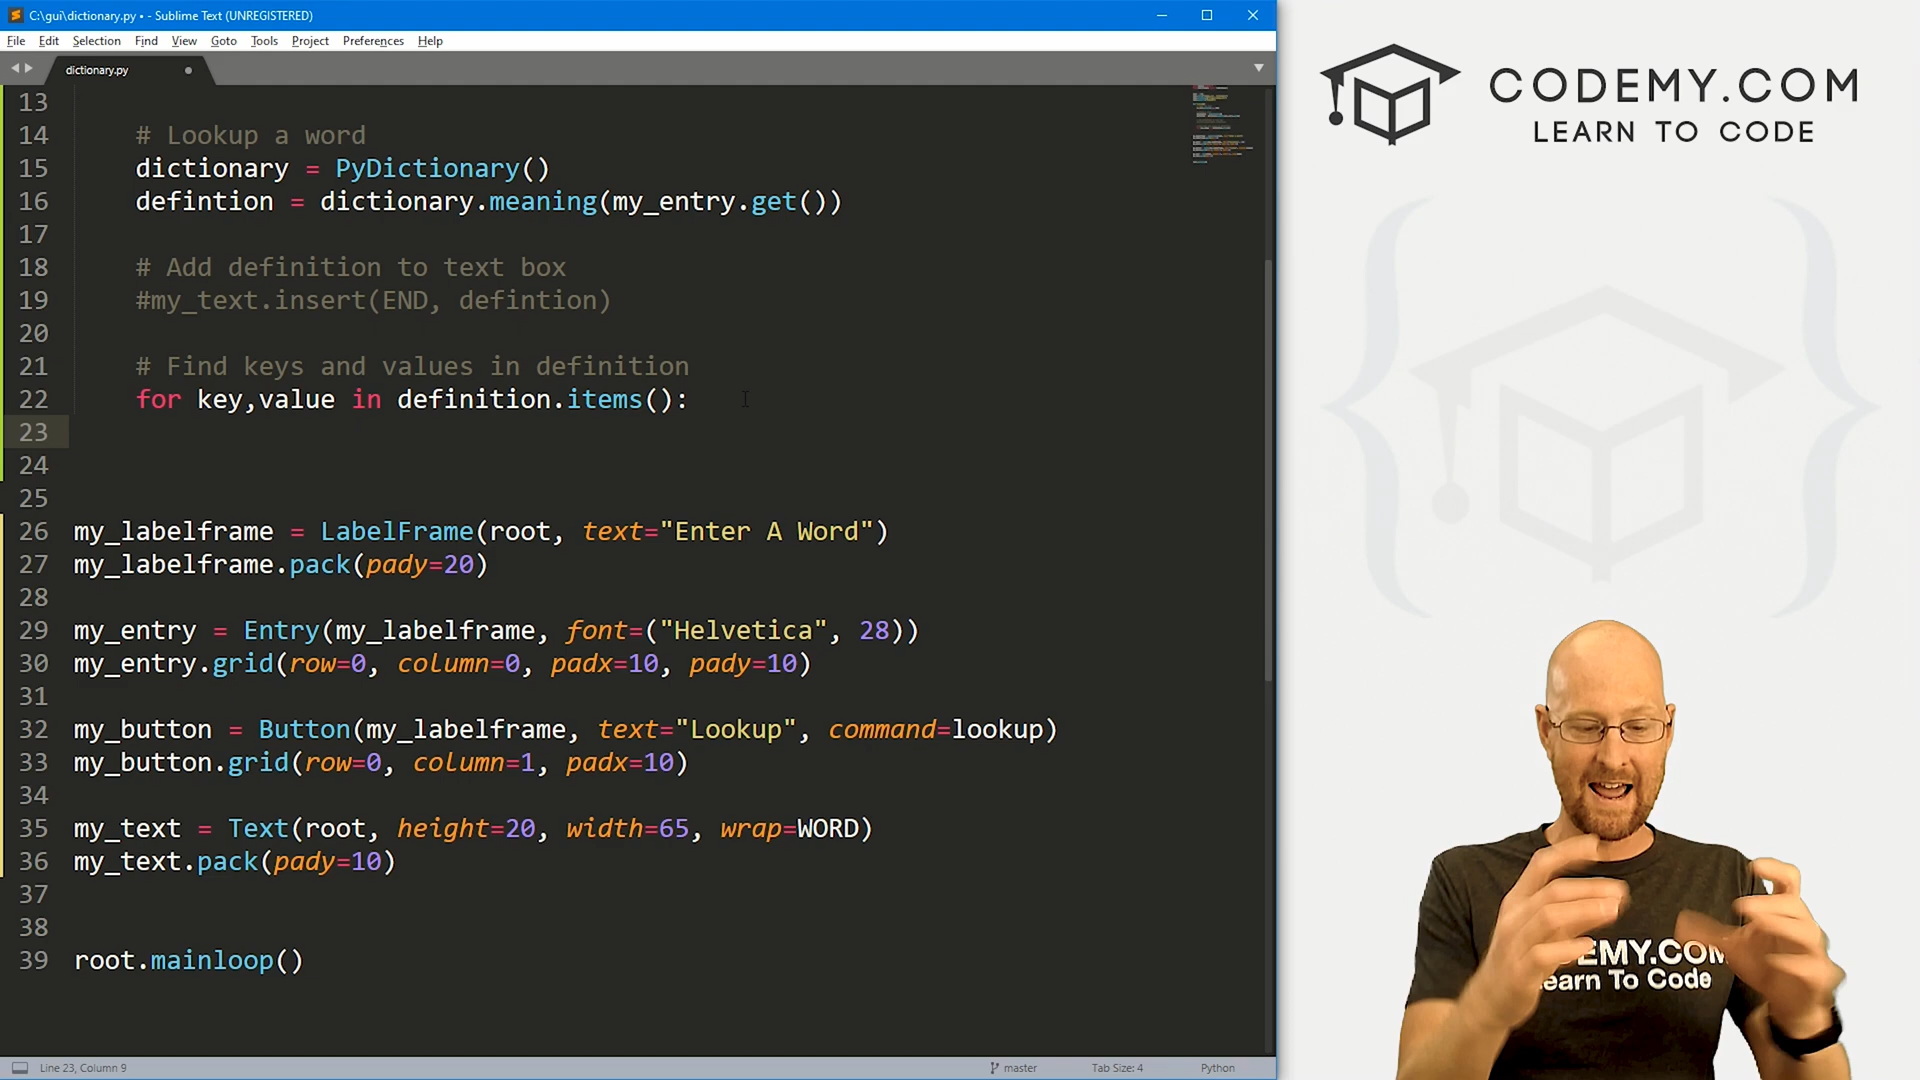 C:\gui\dictionary.py • - Sublime Text (UNREGISTERED)
File Edit Selection Find View Goto Tools Project Preferences Help
dictionary.py
13
14 # Lookup a word
15 dictionary = PyDictionary()
16 defintion = dictionary.meaning(my_entry.get())
17
18 # Add definition to text box
19 #my_text.insert(END, defintion)
20
21 # Find keys and values in definition
22 for key,value in definition.items():
23
24
25
26 my_labelframe = LabelFrame(root, text="Enter A Word")
27 my_labelframe.pack(pady=20)
28
29 my_entry = Entry(my_labelframe, font=("Helvetica", 28))
30 my_entry.grid(row=0, column=0, padx=10, pady=10)
31
32 my_button = Button(my_labelframe, text="Lookup", command=lookup)
33 my_button.grid(row=0, column=1, padx=10)
34
35 my_text = Text(root, height=20, width=65, wrap=WORD)
36 my_text.pack(pady=10)
37
38
39 root.mainloop()
Line 23, Column 9 master Tab Size: 4 Python
CODEMY.COM
LEARN TO CODE
DEMY.COM
earn To Code